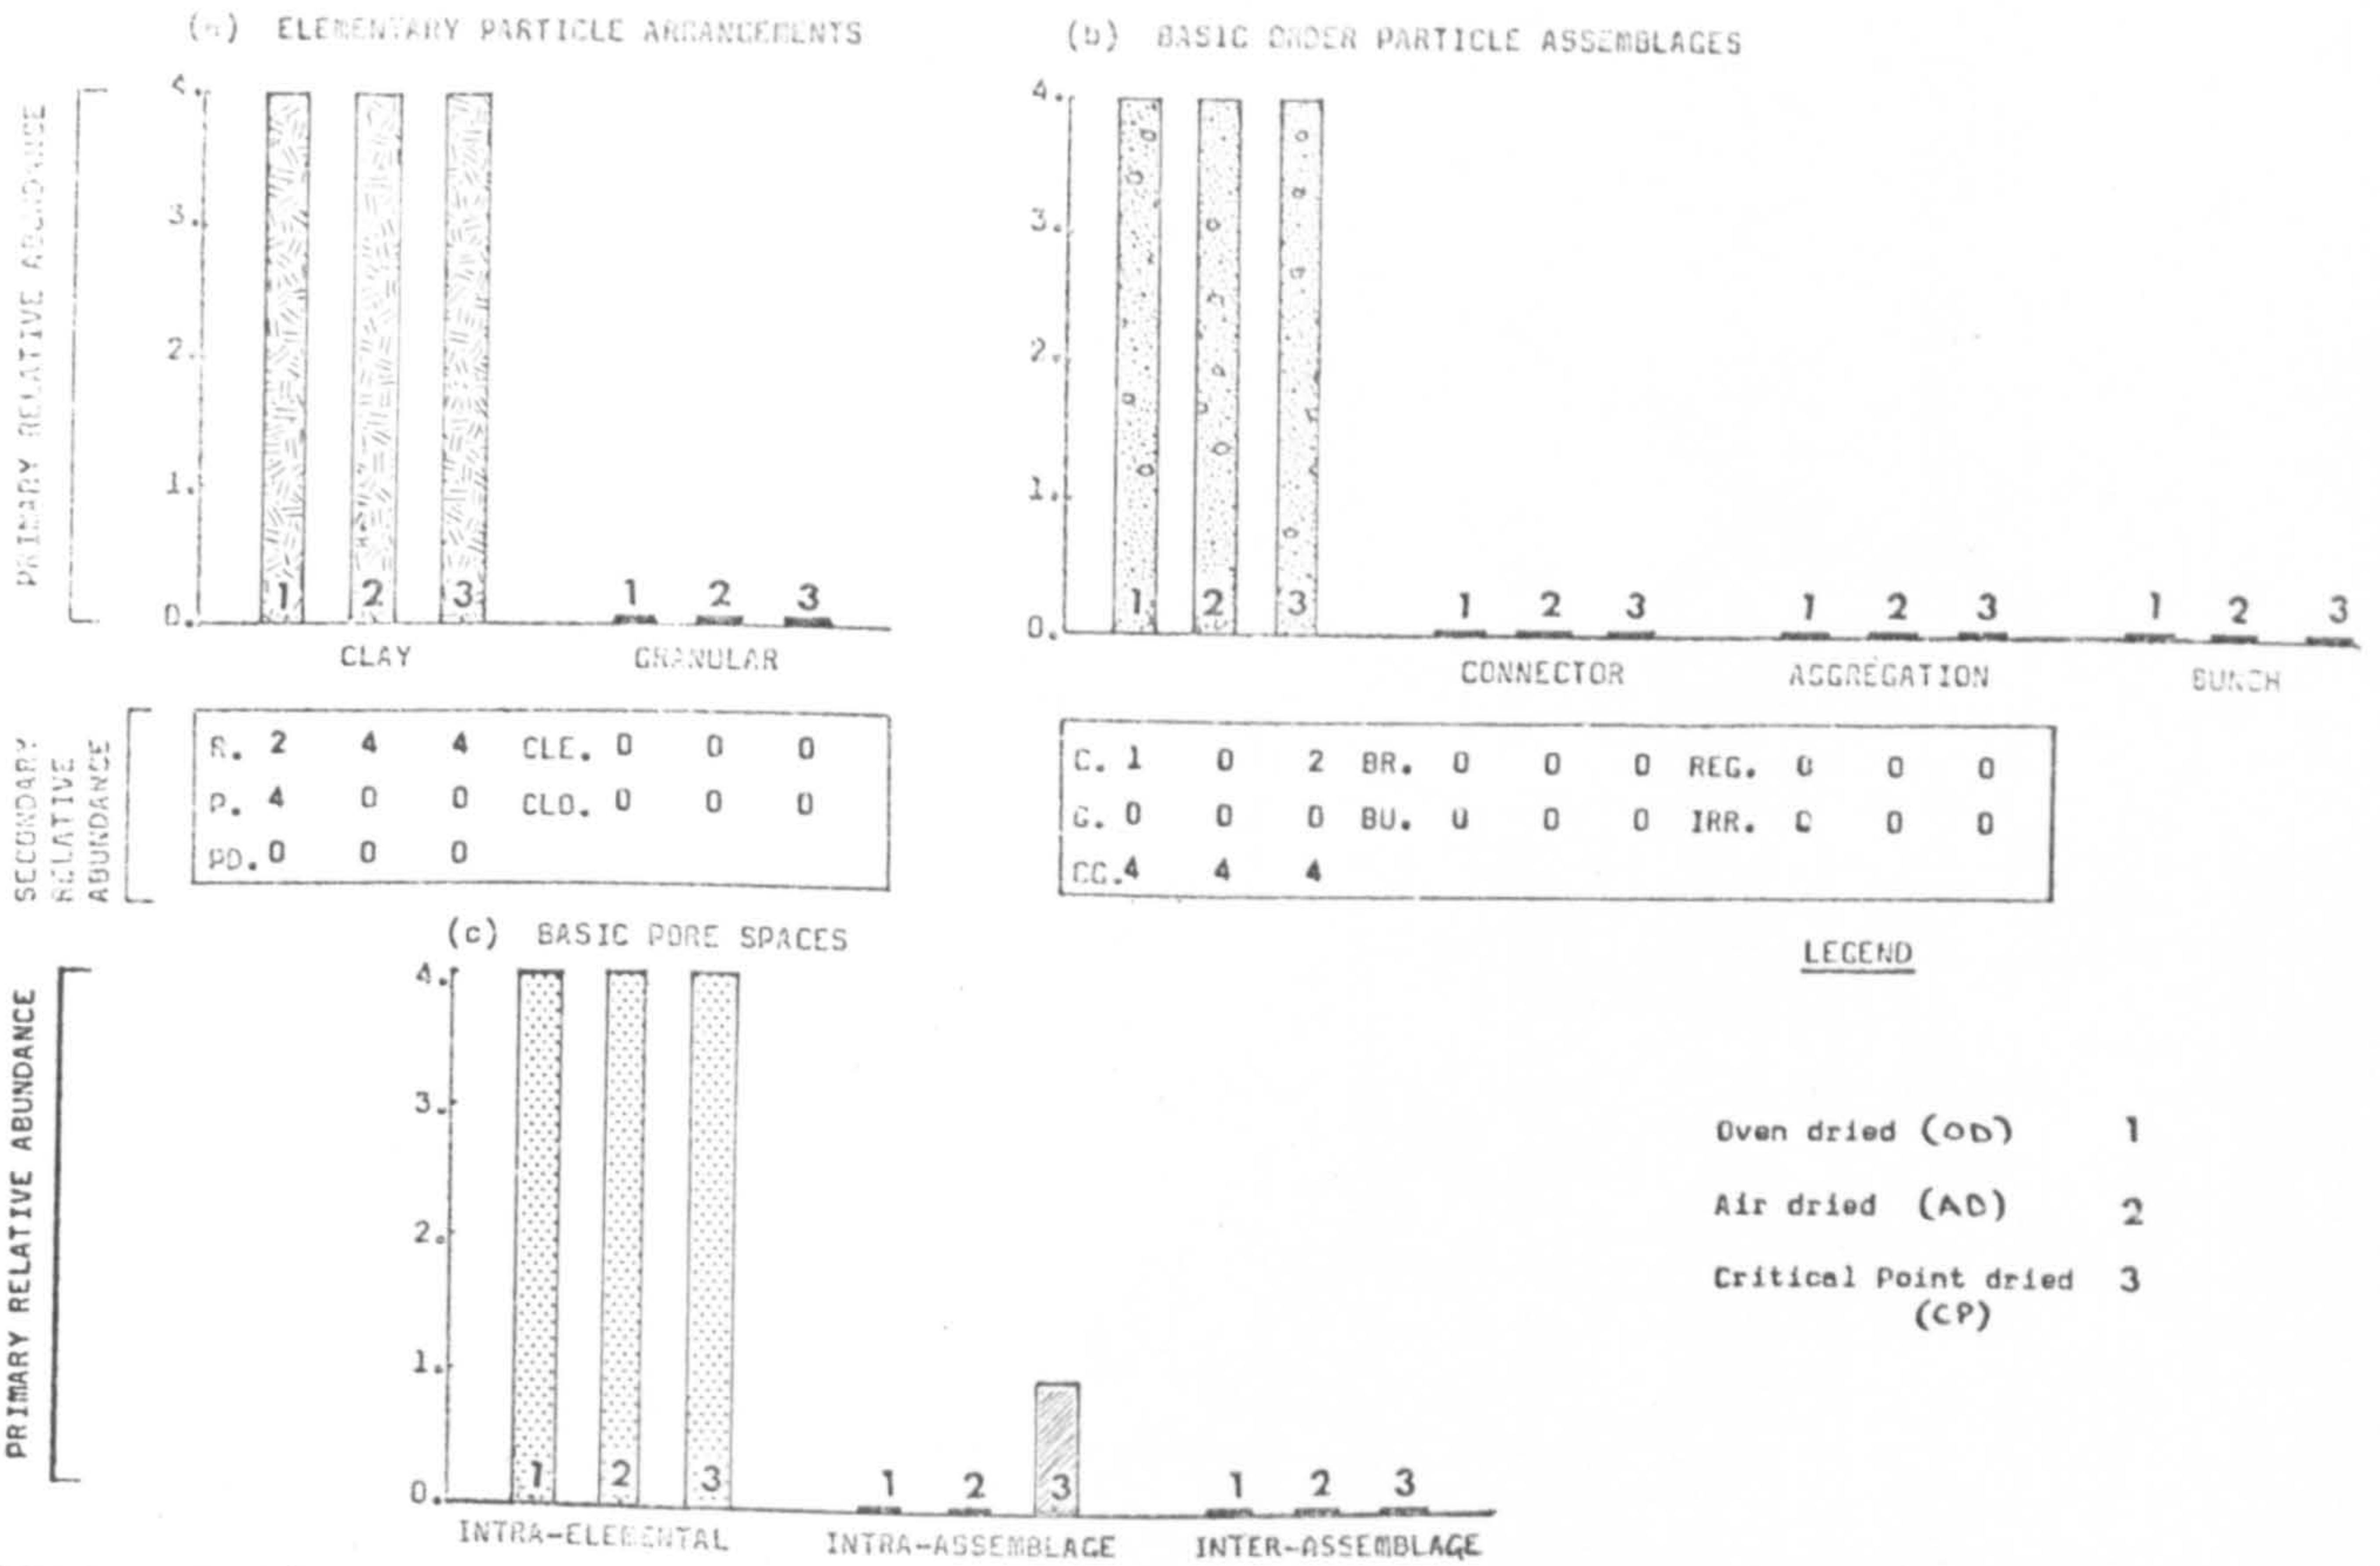 (a) ELEMENTARY PARTICLE ARRANGEMENTS
(b) BASIC ORDER PARTICLE ASSEMBLAGES
PRIMARY RELATIVE ABUNDANCE
4.
3.
2.
1.
0.
1 2 3 1 2 3
CLAY GRANULAR
4.
3.
2.
1.
0.
1 2 3 1 2 3 1 2 3 1 2 3
CONNECTOR AGGREGATION BUNCH
SECONDARY
RELATIVE
ABUNDANCE
R. 2 4 4 CLE. 0 0 0
P. 4 0 0 CLO. 0 0 0
PD. 0 0 0
C. 1 0 2 BR. 0 0 0 REG. 0 0 0
G. 0 0 0 BU. 0 0 0 IRR. 0 0 0
CG. 4 4 4
(c) BASIC PORE SPACES
PRIMARY RELATIVE ABUNDANCE
4.
3.
2.
1.
0.
1 2 3 1 2 3 1 2 3
INTRA-ELEMENTAL INTRA-ASSEMBLAGE INTER-ASSEMBLAGE
LEGEND
Oven dried (OD) 1
Air dried (AD) 2
Critical Point dried 3
(CP)